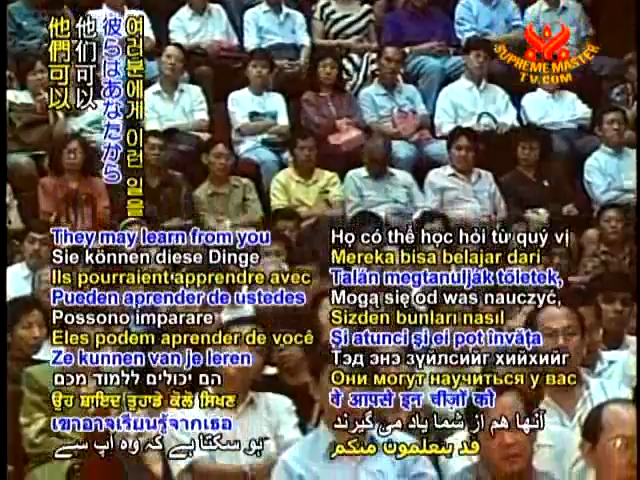 他們可以
他们可以
彼らはあなたから
여러분에게 이런 일을
SUPREME MASTER
TV.COM
They may learn from you
Sie können diese Dinge
Ils pourraient apprendre avec
Pueden aprender de ustedes
Possono imparare
Eles podem aprender de você
Ze kunnen van je leren
הם יכולים ללמוד מכם
ਉਹ ਸ਼ਾਇਦ ਤੁਹਾਡੇ ਕੋਲੋਂ ਸਿਖਣ
เขาอาจเรียนรู้จากเธอ
ہو سکتا ہے کہ وہ آپ سے
Họ có thể học hỏi từ quý vị
Mereka bisa belajar dari
Talán megtanulják tőletek,
Mogą się od was nauczyć,
Sizden bunları nasıl
Şi atunci şi ei pot învăţa
Тэд энэ зүйлсийг хийхийг
Они могут научиться у вас
वे आपसे इन चीज़ों को
آنها هم از شما یاد می گیرند
قد يتعلمون منكم